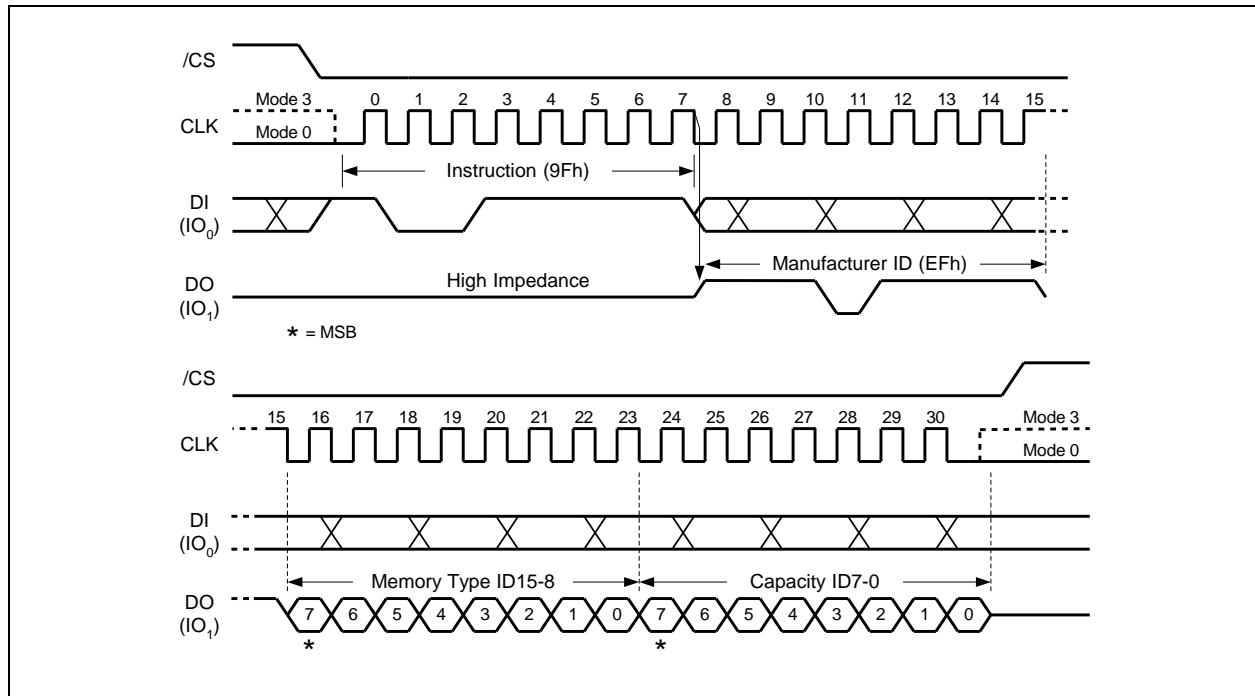 /CS
Mode 3 0 1 2 3 4 5 6 7 8 9 10 11 12 13 14 15
CLK
Mode 0
Instruction (9Fh)
DI
(IO0)
Manufacturer ID (EFh)
High Impedance
DO
(IO1)
* = MSB
/CS
15 16 17 18 19 20 21 22 23 24 25 26 27 28 29 30 Mode 3
CLK
Mode 0
DI
(IO0)
Memory Type ID15-8 Capacity ID7-0
DO
(IO1)
7 6 5 4 3 2 1 0 7 6 5 4 3 2 1 0
* *